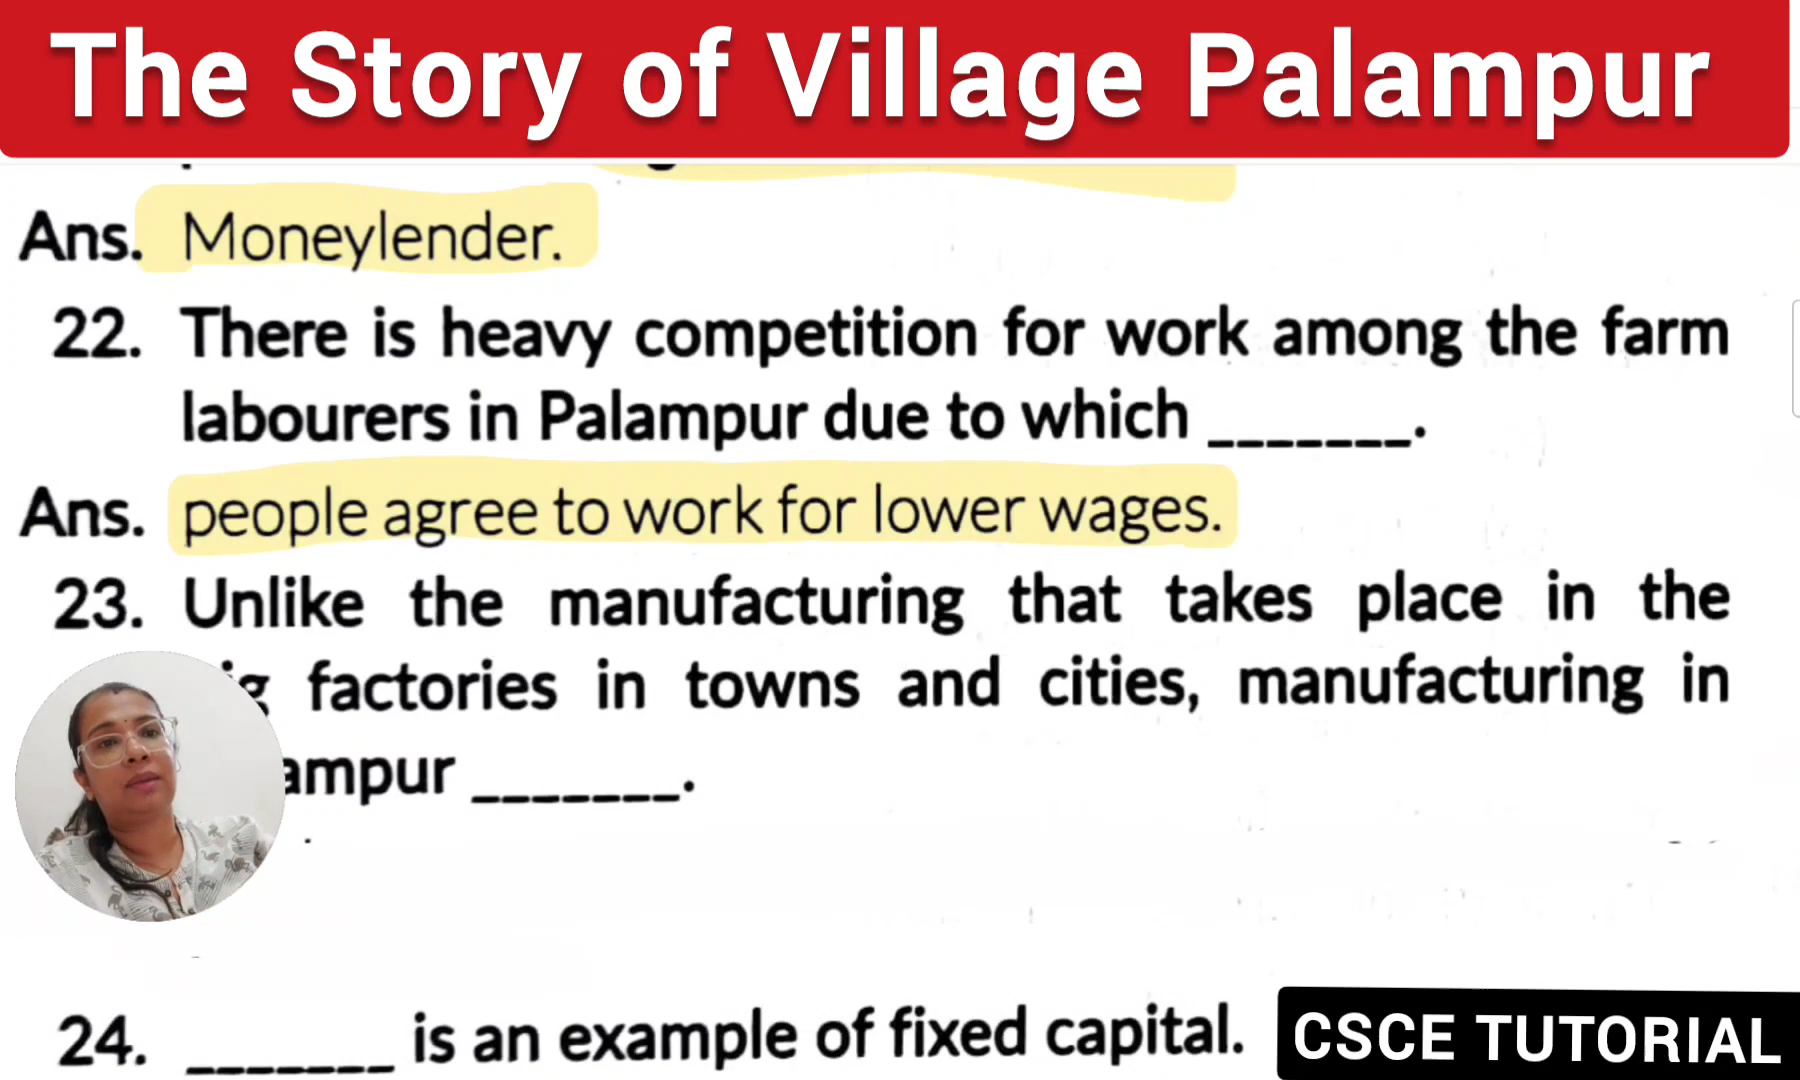 The Story of Village Palampur
Ans. Moneylender.
22. There is heavy competition for work among the farm
labourers in Palampur due to which _______.
Ans. people agree to work for lower wages.
23. Unlike the manufacturing that takes place in the
factories in towns and cities, manufacturing in
ampur _______.
24. _______ is an example of fixed capital.
CSCE TUTORIAL